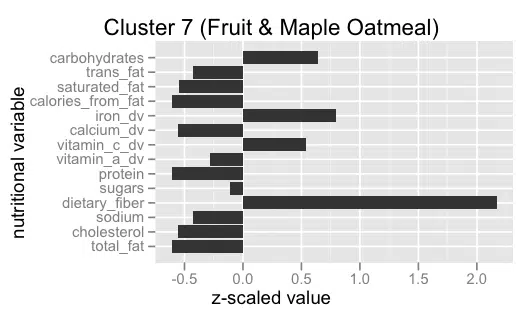 Cluster 7 (Fruit & Maple Oatmeal)
nutritional variable
carbohydrates
trans_fat
saturated_fat
calories_from_fat
iron_dv
calcium_dv
vitamin_c_dv
vitamin_a_dv
protein
sugars
dietary_fiber
sodium
cholesterol
total_fat
-0.5 0.0 0.5 1.0 1.5 2.0
z-scaled value